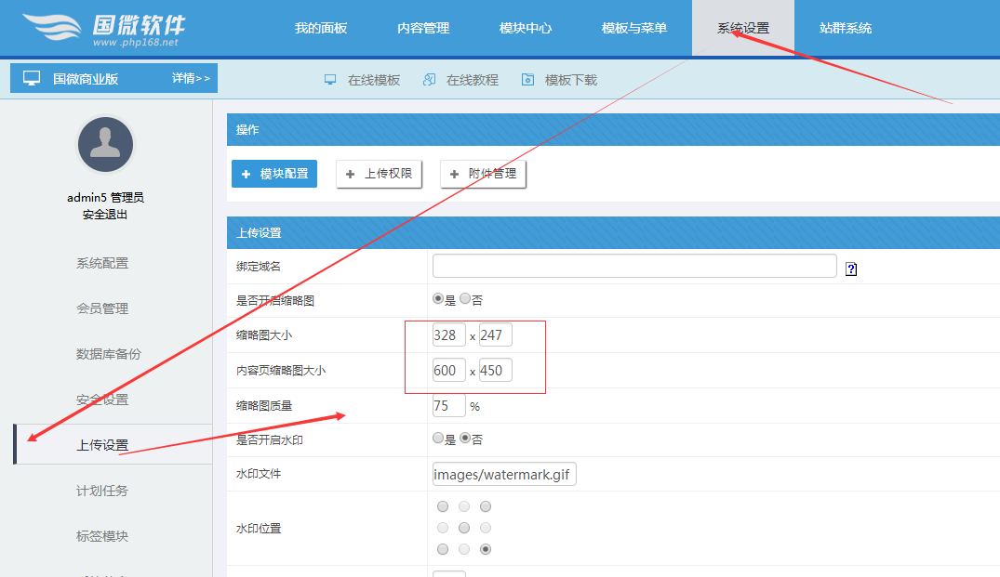 国微软件
www.php168.net
我的面板 内容管理 模块中心 模板与菜单 系统设置 站群系统
国微商业版 详情>>
在线模板 在线教程 模板下载
admin5 管理员
安全退出
系统配置
会员管理
数据库备份
安全设置
上传设置
计划任务
标签模块
操作
+ 模块配置 + 上传权限 + 附件管理
上传设置
绑定域名 ?
是否开启缩略图 是 否
缩略图大小 328 x 247
内容页缩略图大小 600 x 450
缩略图质量 75 %
是否开启水印 是 否
水印文件 images/watermark.gif
水印位置